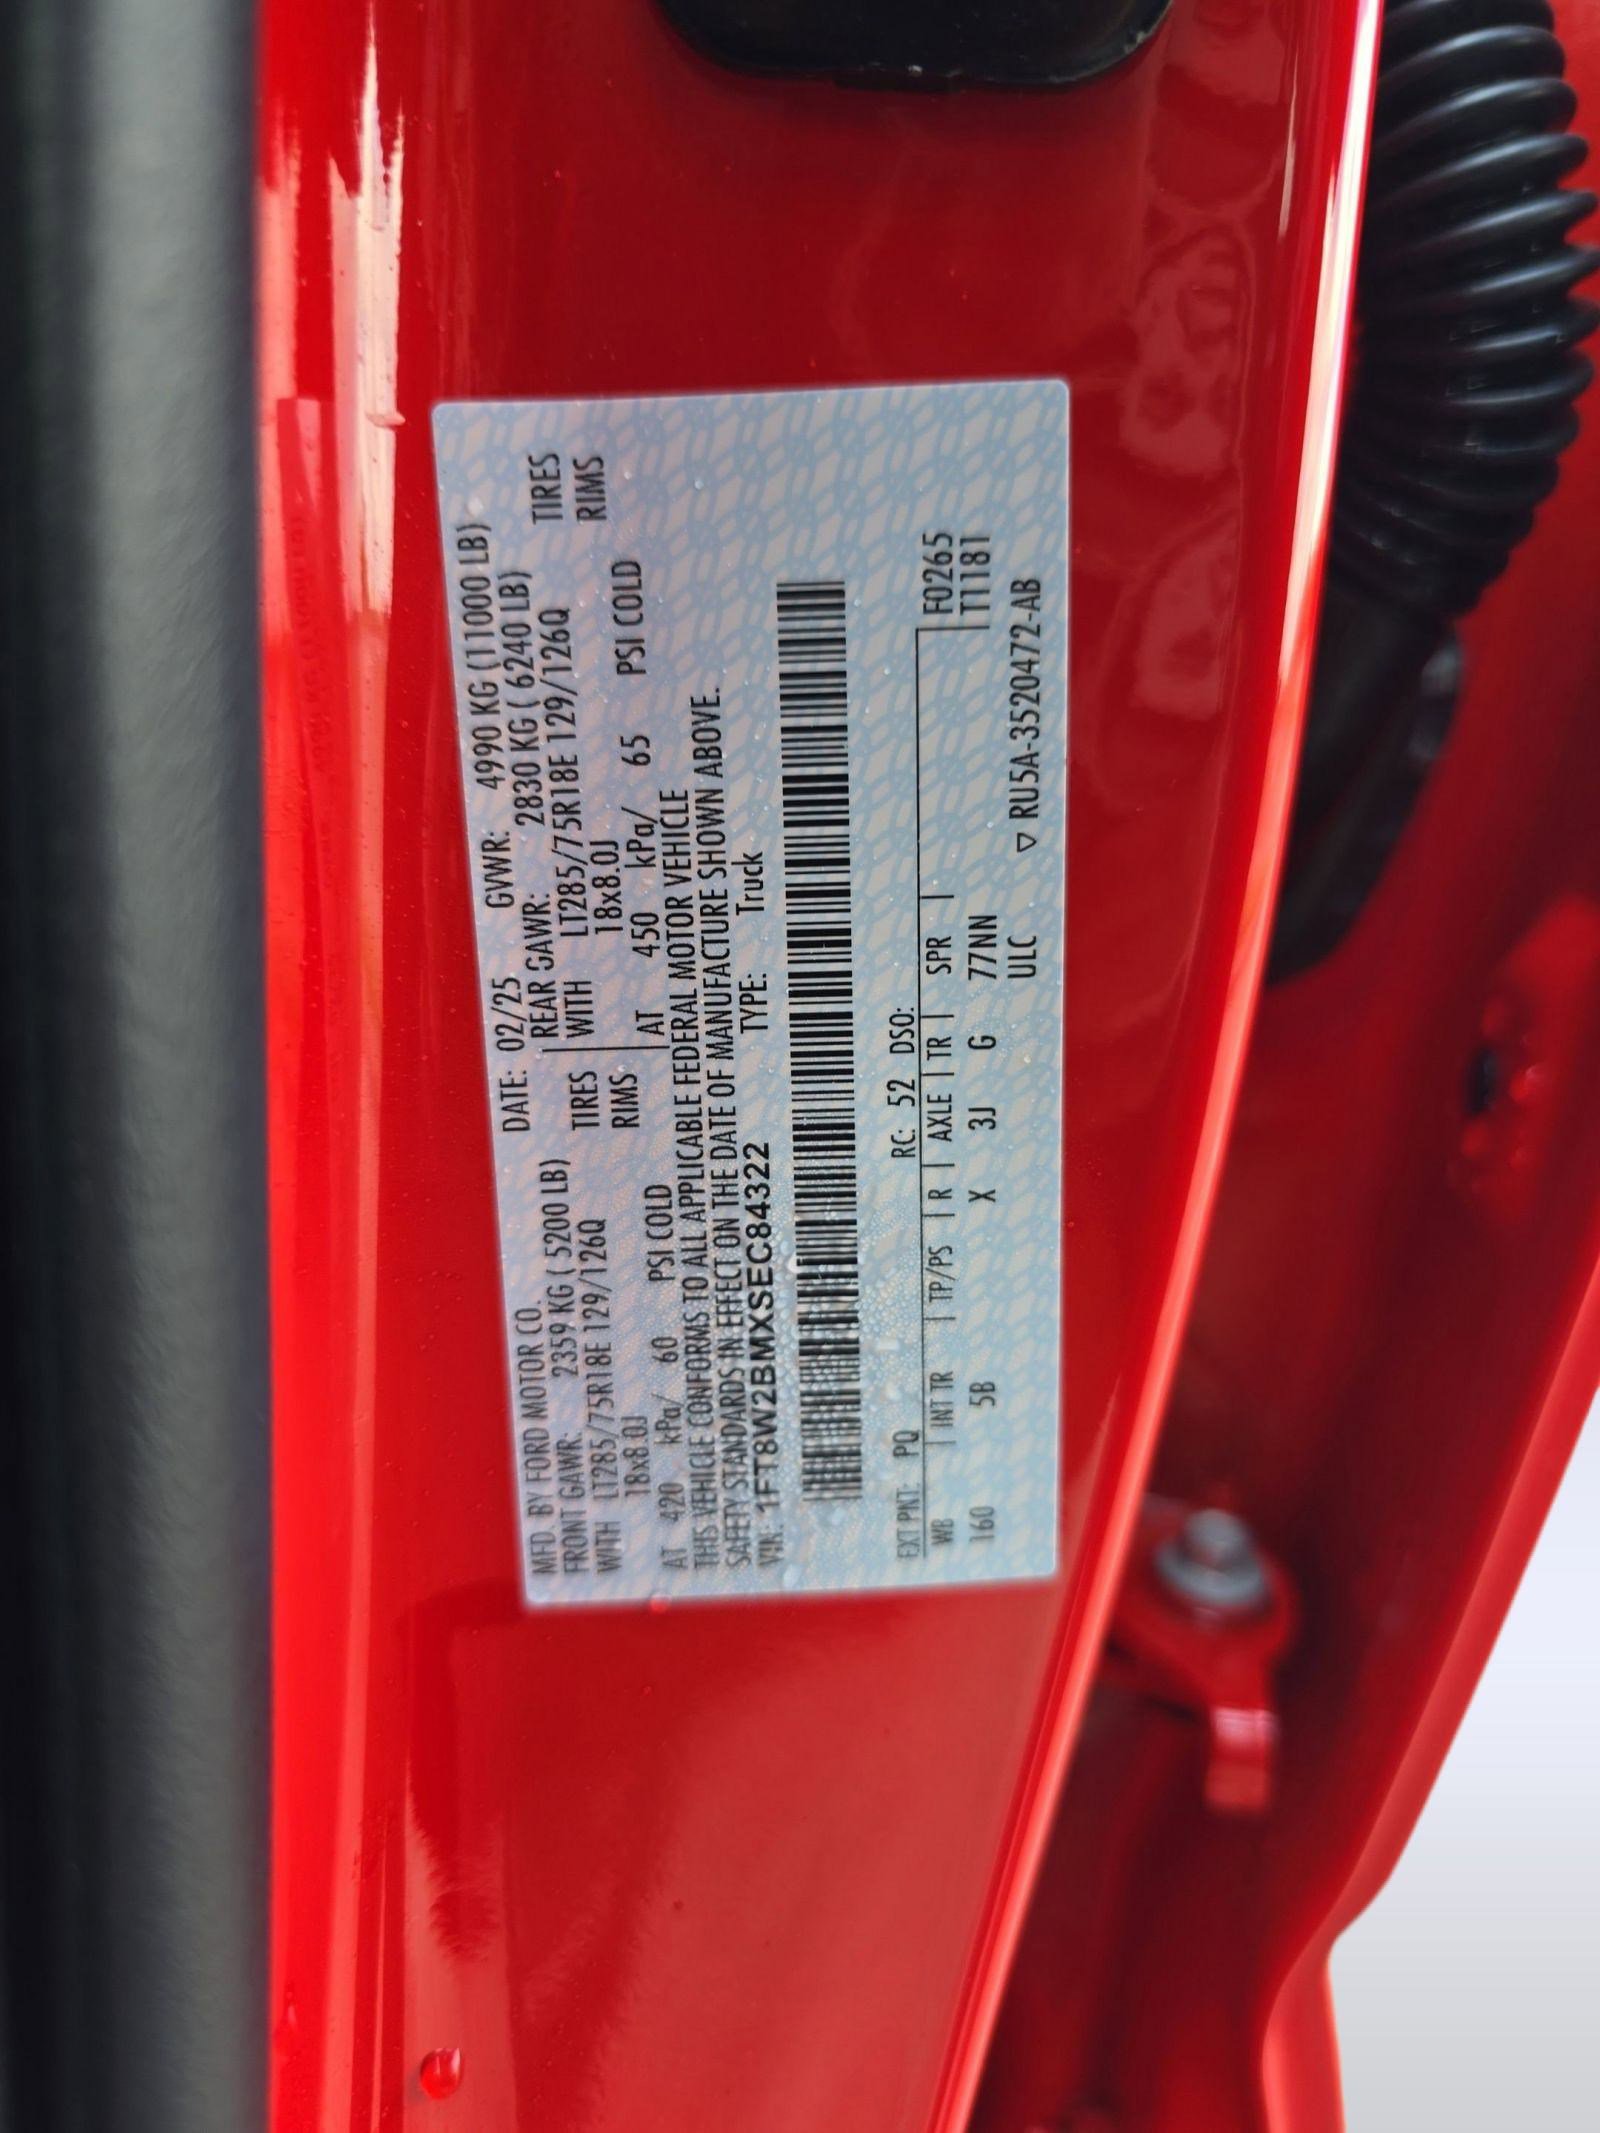 MFD. BY FORD MOTOR CO. DATE: 02/25 GVWR: 4990 KG (11000 LB)
FRONT GAWR: 2359 KG ( 5200 LB) REAR GAWR: 2830 KG ( 6240 LB)
WITH LT285/75R18E 129/126Q TIRES WITH LT285/75R18E 129/126Q TIRES
18x8.0J RIMS 18x8.0J RIMS
AT 420 kPa/ 60 PSI COLD AT 450 kPa/ 65 PSI COLD
THIS VEHICLE CONFORMS TO ALL APPLICABLE FEDERAL MOTOR VEHICLE
SAFETY STANDARDS IN EFFECT ON THE DATE OF MANUFACTURE SHOWN ABOVE.
VIN: 1FT8W2BMXSEC84322 TYPE: Truck
EXT PNT: PQ RC: 52 DSO: F0265
WB | INT TR | TP/PS | R | AXLE | TR | SPR | T1181
160 5B X 3J G 77NN
ULC ▽ RU5A-3520472-AB